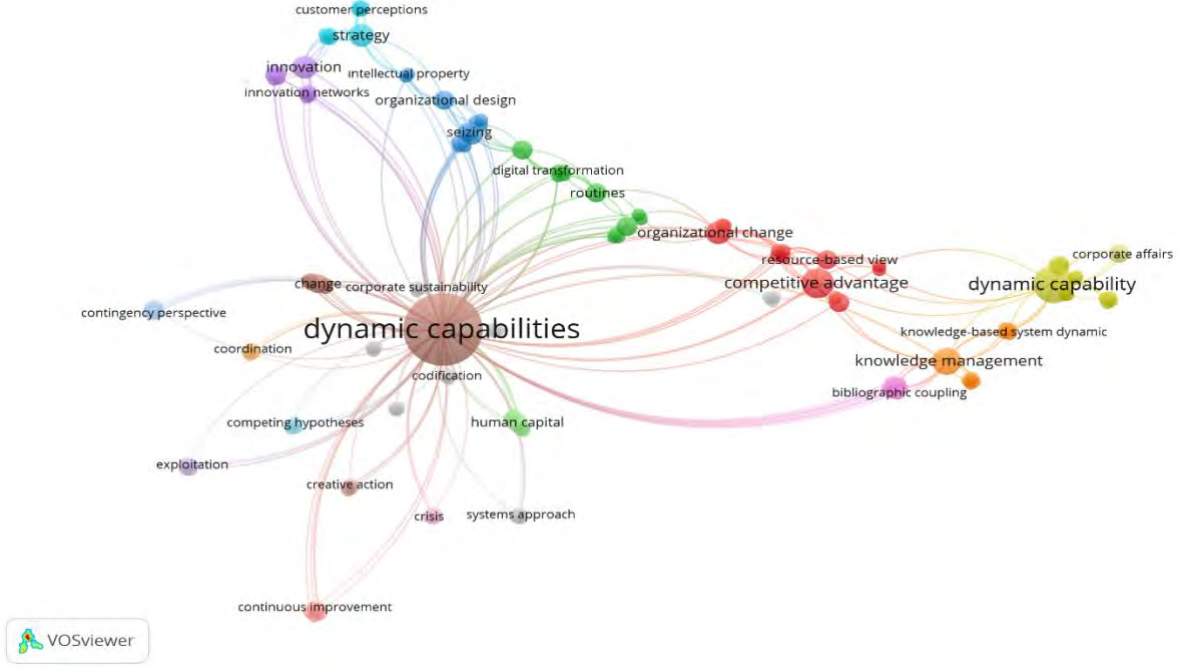 customer perceptions
strategy
innovation
intellectual property
innovation networks
organizational design
seizing
digital transformation
routines
organizational change
resource-based view
corporate affairs
change
corporate sustainability
competitive advantage
dynamic capability
contingency perspective
dynamic capabilities
knowledge-based system dynamic
coordination
knowledge management
codification
bibliographic coupling
competing hypotheses
human capital
exploitation
creative action
crisis
systems approach
continuous improvement
VOSviewer